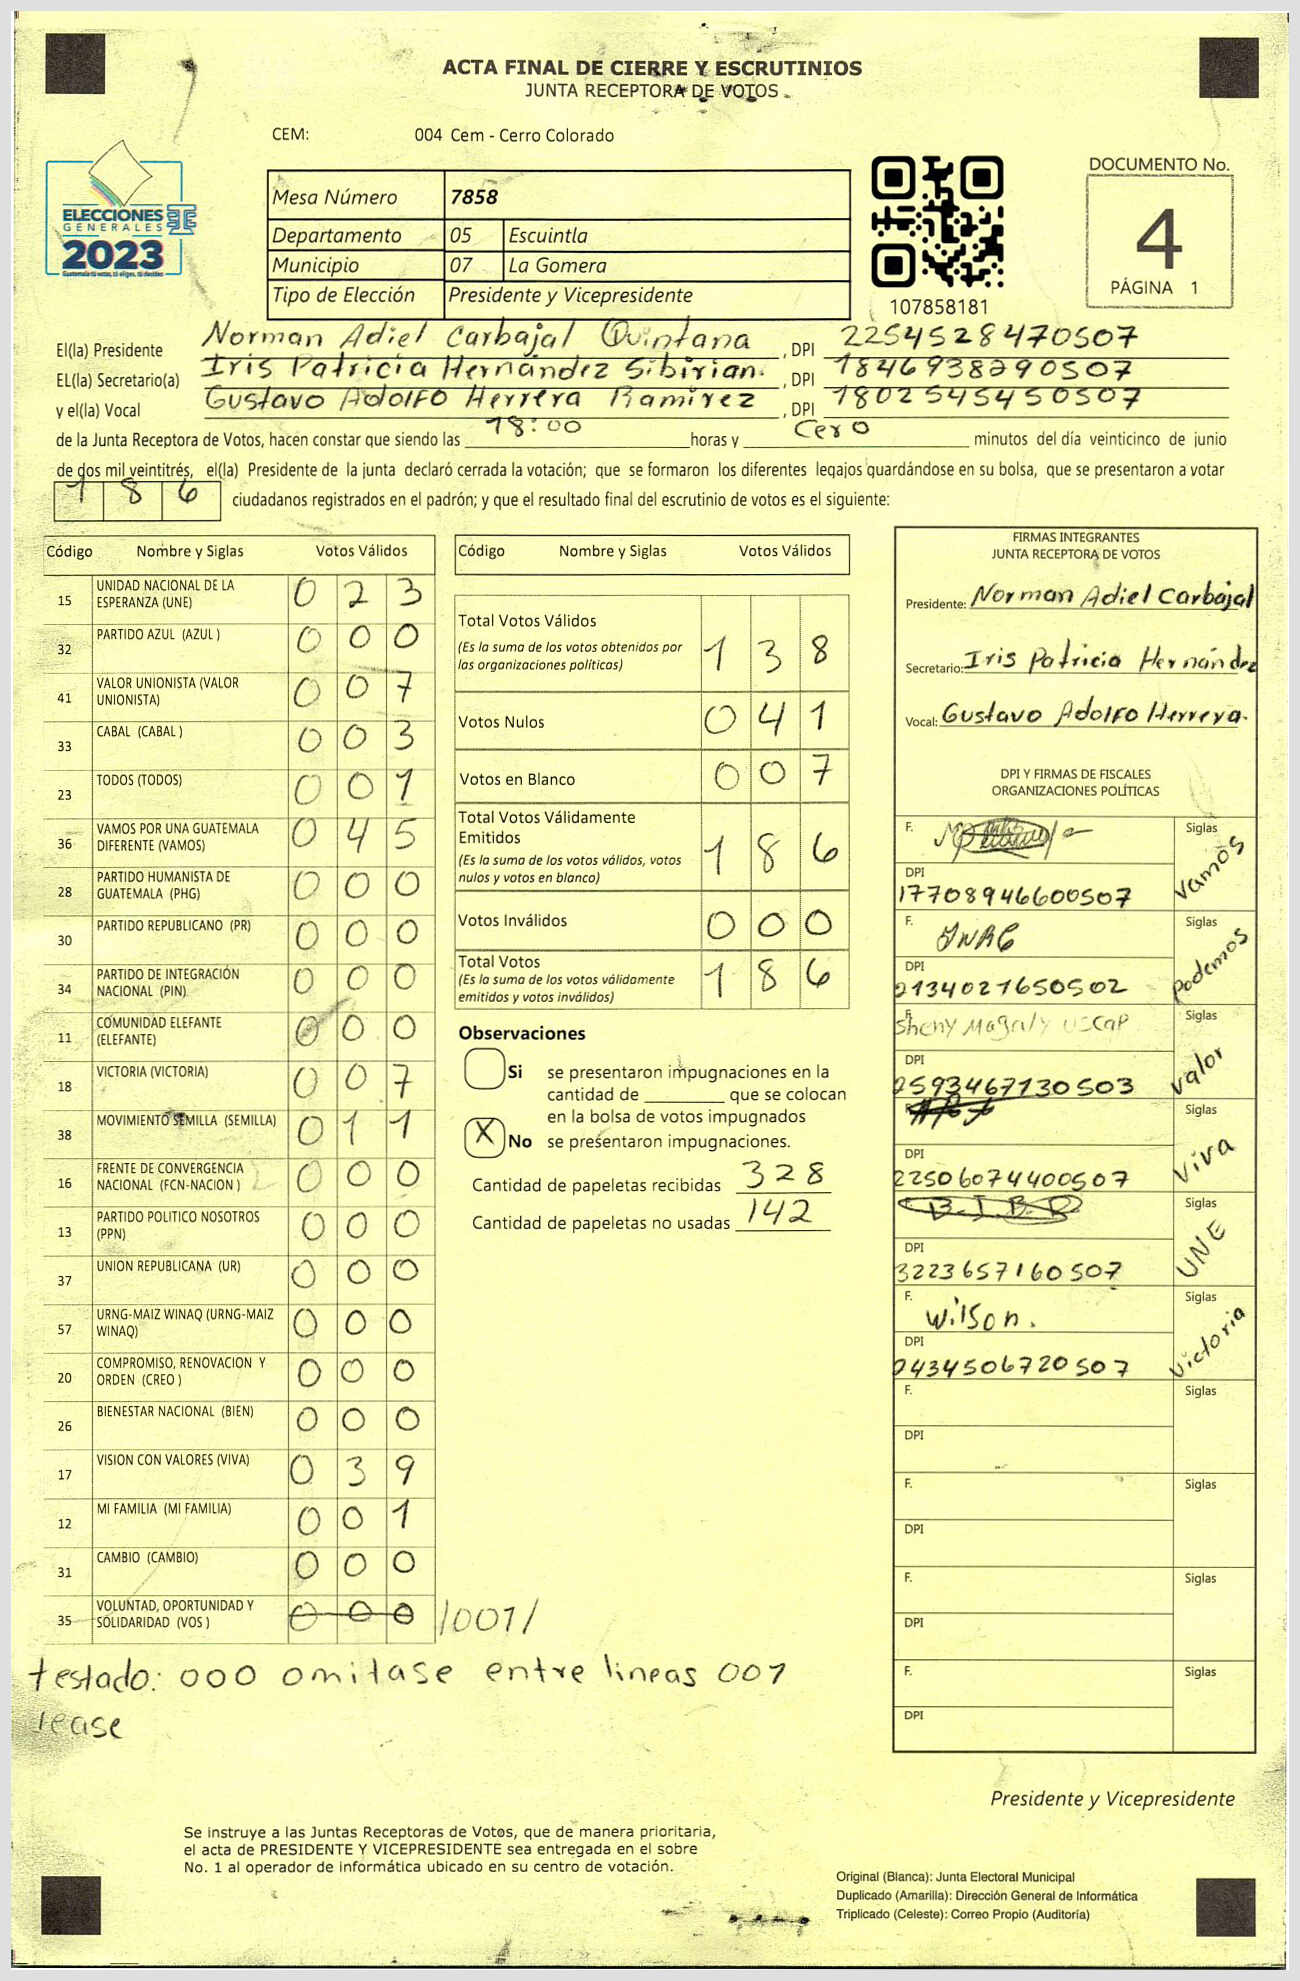 ACTA FINAL DE CIERRE Y ESCRUTINIOS
JUNTA RECEPTORA DE VOTOS
CEM: 004 Cem - Cerro Colorado
ELECCIONES
GENERALES
2023
Mesa Número 7858
Departamento 05 Escuintla
Municipio 07 La Gomera
Tipo de Elección Presidente y Vicepresidente
107858181
DOCUMENTO No.
4
PÁGINA 1
El(la) Presidente Norman Adiel Carbajal Quintana, DPI 2254528470507
EL(la) Secretario(a) Iris Patricia Hernández Sibirian. , DPI 1846938290507
y el(la) Vocal Gustavo Adolfo Herrera Ramirez , DPI 1802545450507
de la Junta Receptora de Votos, hacen constar que siendo las 18:00 horas y cero minutos del día veinticinco de junio
de dos mil veintitrés, el(la) Presidente de la junta declaró cerrada la votación; que se formaron los diferentes legajos guardándose en su bolsa, que se presentaron a votar
186 ciudadanos registrados en el padrón; y que el resultado final del escrutinio de votos es el siguiente:
Código Nombre y Siglas Votos Válidos
15 UNIDAD NACIONAL DE LA ESPERANZA (UNE) 0 2 3
32 PARTIDO AZUL (AZUL ) 0 0 0
41 VALOR UNIONISTA (VALOR UNIONISTA) 0 0 7
33 CABAL (CABAL ) 0 0 3
23 TODOS (TODOS) 0 0 1
36 VAMOS POR UNA GUATEMALA DIFERENTE (VAMOS) 0 4 5
28 PARTIDO HUMANISTA DE GUATEMALA (PHG) 0 0 0
30 PARTIDO REPUBLICANO (PR) 0 0 0
34 PARTIDO DE INTEGRACIÓN NACIONAL (PIN) 0 0 0
11 COMUNIDAD ELEFANTE (ELEFANTE) 0 0 0
18 VICTORIA (VICTORIA) 0 0 7
38 MOVIMIENTO SEMILLA (SEMILLA) 0 1 1
16 FRENTE DE CONVERGENCIA NACIONAL (FCN-NACION ) 0 0 0
13 PARTIDO POLITICO NOSOTROS (PPN) 0 0 0
37 UNION REPUBLICANA (UR) 0 0 0
57 URNG-MAIZ WINAQ (URNG-MAIZ WINAQ) 0 0 0
20 COMPROMISO, RENOVACION Y ORDEN (CREO ) 0 0 0
26 BIENESTAR NACIONAL (BIEN) 0 0 0
17 VISION CON VALORES (VIVA) 0 3 9
12 MI FAMILIA (MI FAMILIA) 0 0 1
31 CAMBIO (CAMBIO) 0 0 0
35 VOLUNTAD, OPORTUNIDAD Y SOLIDARIDAD (VOS ) 0 0 0 /001/
testado: 000 omitase entre lineas 001
lease
Código Nombre y Siglas Votos Válidos
Total Votos Válidos
(Es la suma de los votos obtenidos por
las organizaciones políticas) 1 3 8
Votos Nulos 0 4 1
Votos en Blanco 0 0 7
Total Votos Válidamente
Emitidos
(Es la suma de los votos válidos, votos
nulos y votos en blanco) 1 8 6
Votos Inválidos 0 0 0
Total Votos
(Es la suma de los votos válidamente
emitidos y votos inválidos) 1 8 6
Observaciones
Si se presentaron impugnaciones en la
cantidad de ________ que se colocan
en la bolsa de votos impugnados
X No se presentaron impugnaciones.
Cantidad de papeletas recibidas 328
Cantidad de papeletas no usadas 142
FIRMAS INTEGRANTES
JUNTA RECEPTORA DE VOTOS
Presidente: Norman Adiel Carbajal
Secretario: Iris Patricia Hernández
Vocal: Gustavo Adolfo Herrera.
DPI Y FIRMAS DE FISCALES
ORGANIZACIONES POLÍTICAS
F. Siglas Vamos
DPI 1770894660​0507
F. Siglas Podemos
DPI 2134021650502
F. Sheny Magaly Siglas Valor
DPI 2593467130503
F. Siglas Viva
DPI 22506074400507
F. B.J.B.R Siglas UNE
DPI 3223657160507
F. Wilson. Siglas Victoria
DPI 2434506720507
F. Siglas
DPI
F. Siglas
DPI
F. Siglas
DPI
F. Siglas
DPI
Presidente y Vicepresidente
Se instruye a las Juntas Receptoras de Votos, que de manera prioritaria,
el acta de PRESIDENTE Y VICEPRESIDENTE sea entregada en el sobre
No. 1 al operador de informática ubicado en su centro de votación.
Original (Blanca): Junta Electoral Municipal
Duplicado (Amarilla): Dirección General de Informática
Triplicado (Celeste): Correo Propio (Auditoría)